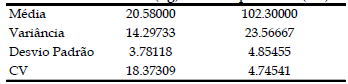 Média 20.58000 102.30000
Variância 14.29733 23.56667
Desvio Padrão 3.78118 4.85455
CV 18.37309 4.74541